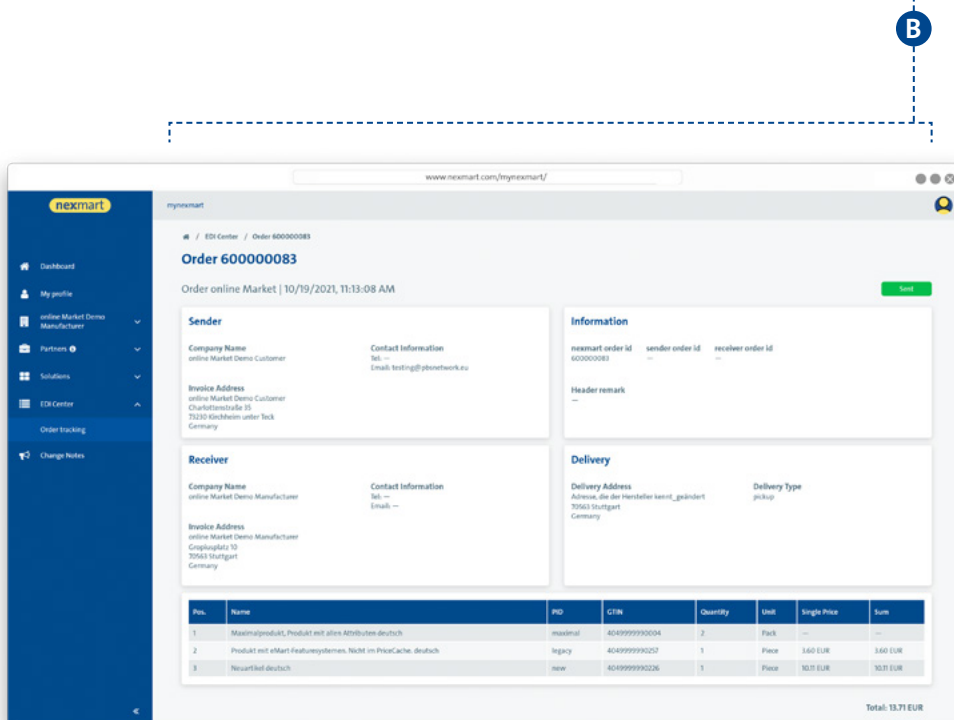 B
www.nexmart.com/mynexmart/
nexmart
mynexmart
/ EDI Center / Order 600000083
Order 600000083
Order online Market | 10/19/2021, 11:13:08 AM
Sent
Dashboard
My profile
online Market Demo
Manufacturer
Partners
Solutions
EDI Center
Order tracking
Change Notes
«
Sender
Company Name
online Market Demo Customer
Contact Information
Tel: —
Email: testing@pbsnetwork.eu
Invoice Address
online Market Demo Customer
Charlottenstraße 35
73230 Kirchheim unter Teck
Germany
Information
nexmart order id sender order id receiver order id
600000083 — —
Header remark
—
Receiver
Company Name
online Market Demo Manufacturer
Contact Information
Tel: —
Email: —
Invoice Address
online Market Demo Manufacturer
Gropiusplatz 10
70563 Stuttgart
Germany
Delivery
Delivery Address
Adresse, die der Hersteller kennt_geändert
70563 Stuttgart
Germany
Delivery Type
pickup
Pos. Name PID GTIN Quantity Unit Single Price Sum
1 Maximalprodukt, Produkt mit allen Attributen deutsch maximal 4049999990004 2 Pack — —
2 Produkt mit eMart-Featuresystemen. Nicht im PriceCache. deutsch legacy 4049999990257 1 Piece 3.60 EUR 3.60 EUR
3 Neuartikel deutsch new 4049999990226 1 Piece 10.11 EUR 10.11 EUR
Total: 13.71 EUR